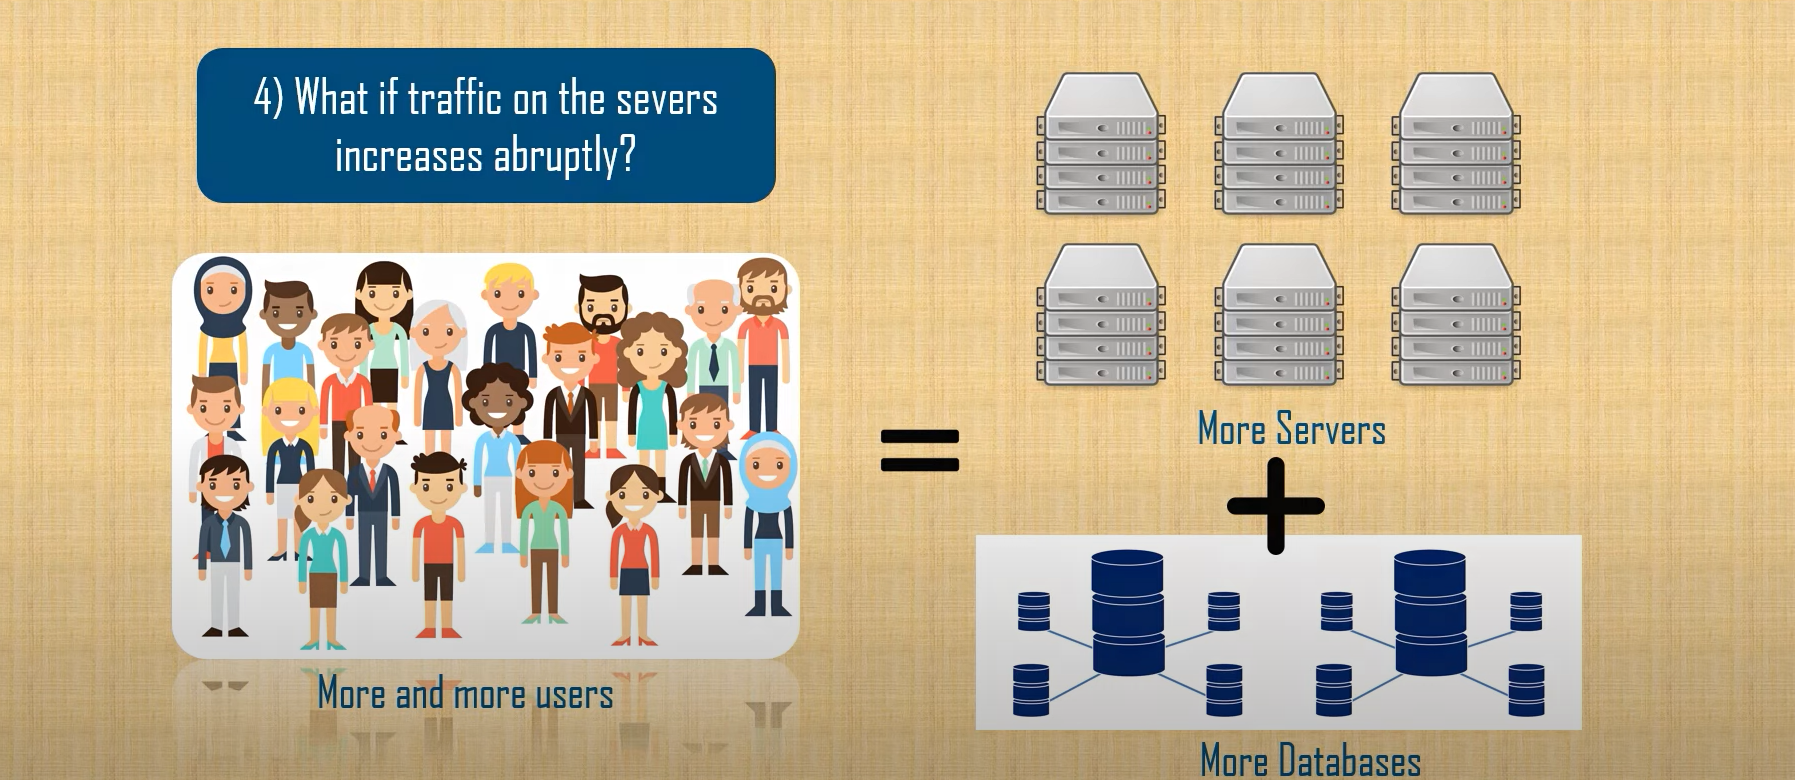 4) What if traffic on the severs
increases abruptly?
More and more users
More Servers
More Databases